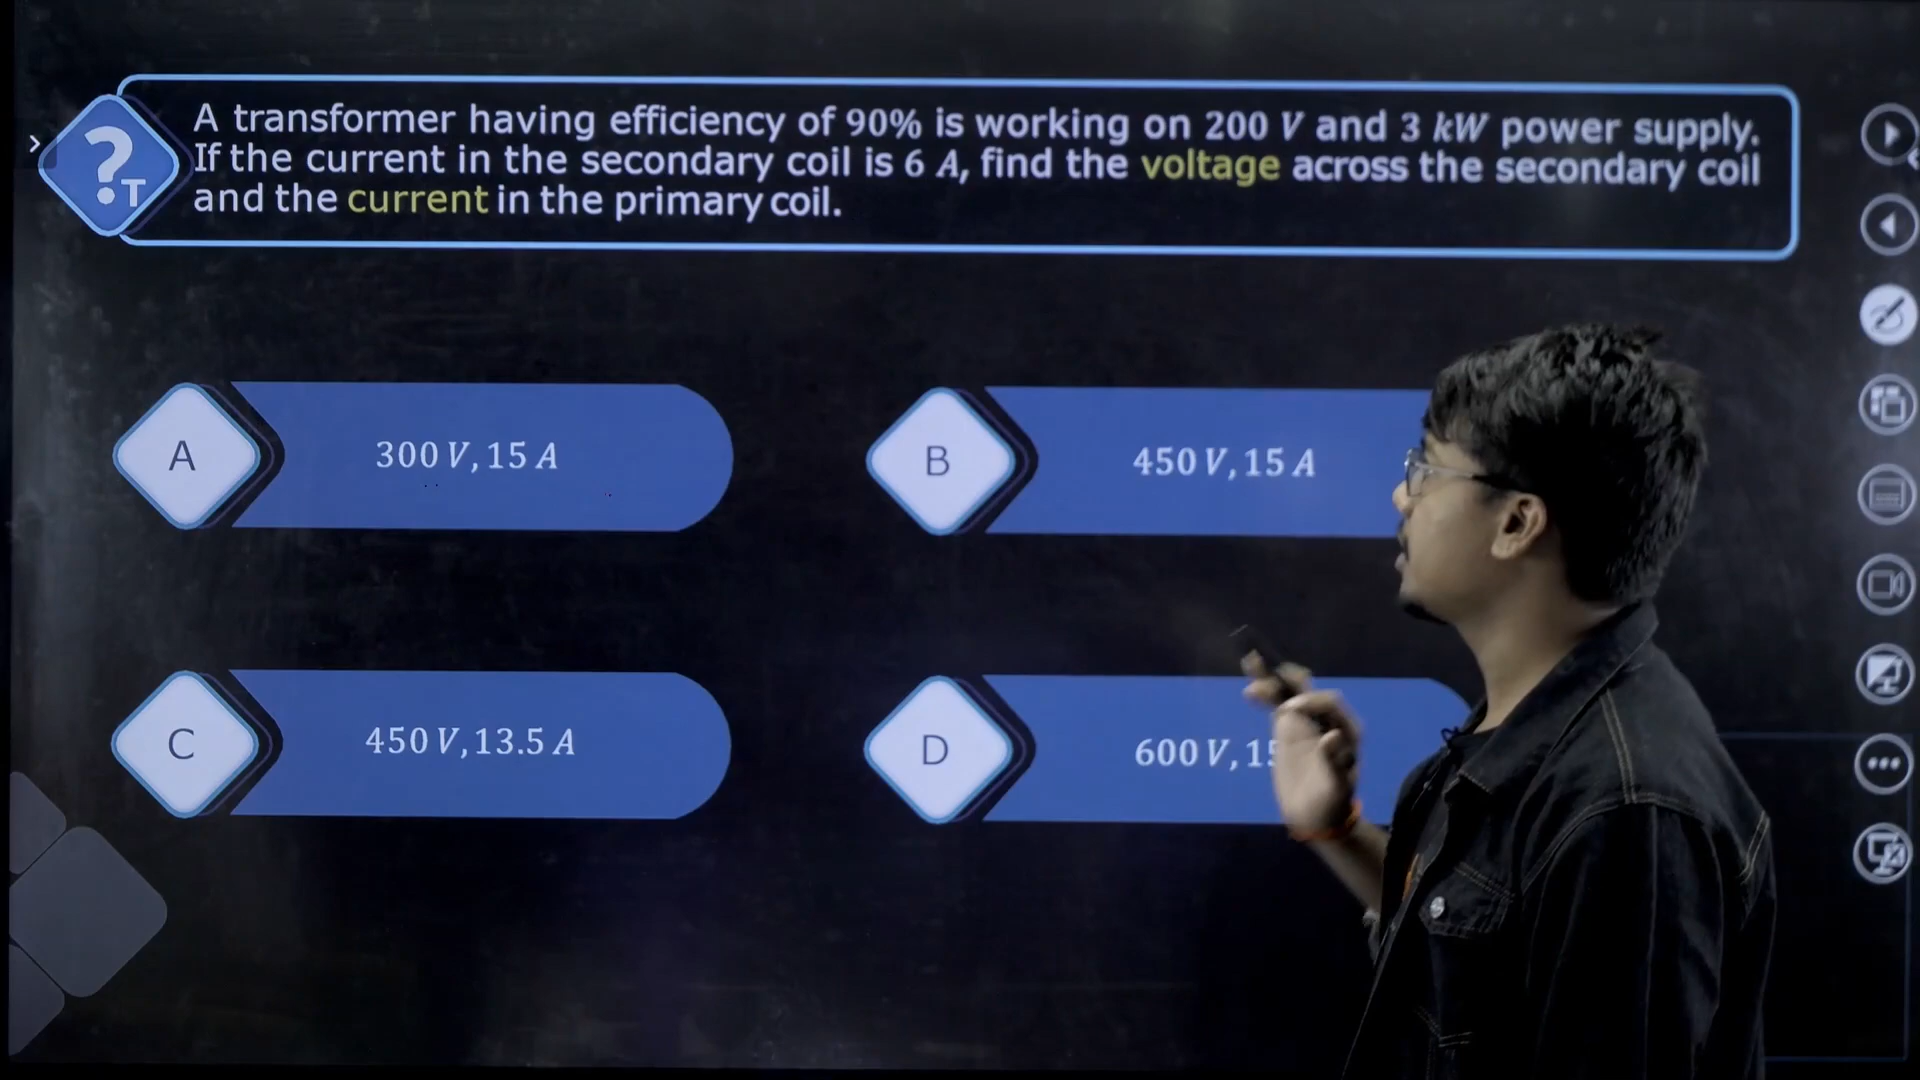 A transformer having efficiency of 90% is working on 200 V and 3 kW power supply.
If the current in the secondary coil is 6 A, find the voltage across the secondary coil
and the current in the primary coil.
?T
A
300 V, 15 A
B
450 V, 15 A
C
450 V, 13.5 A
D
600 V,